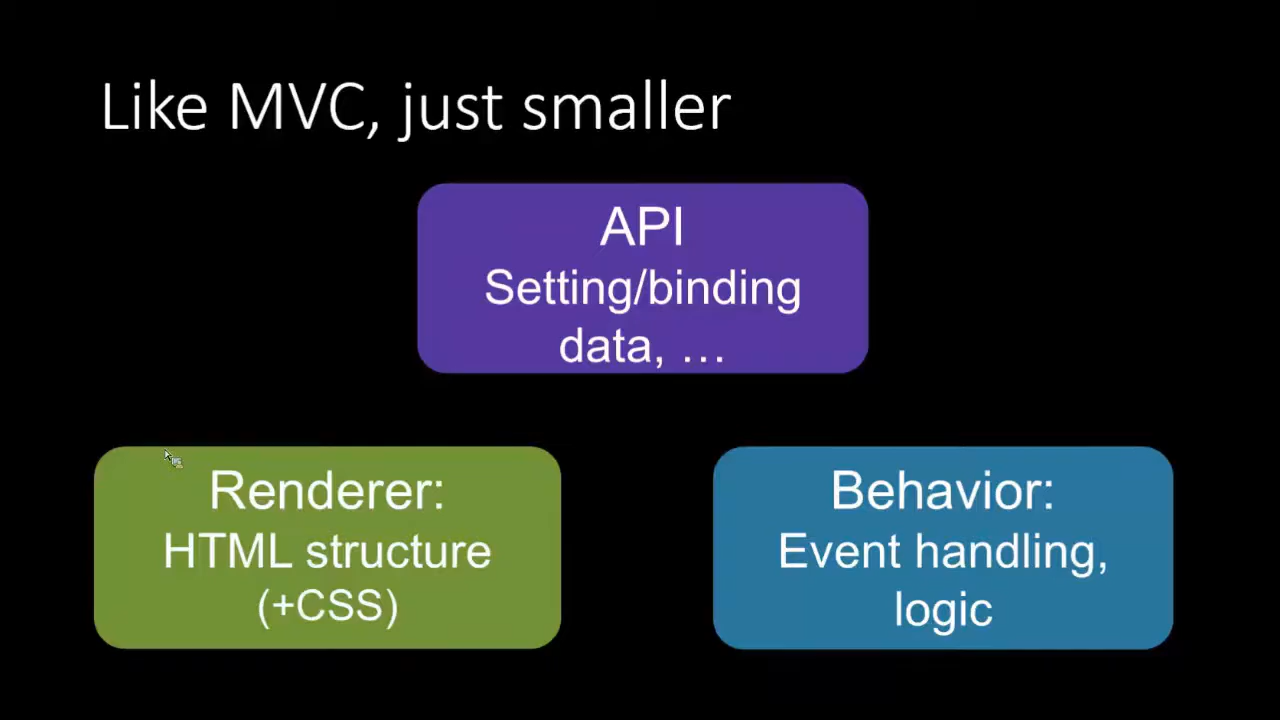 Like MVC, just smaller
API
Setting/binding
data, …
Renderer:
HTML structure
(+CSS)
Behavior:
Event handling,
logic